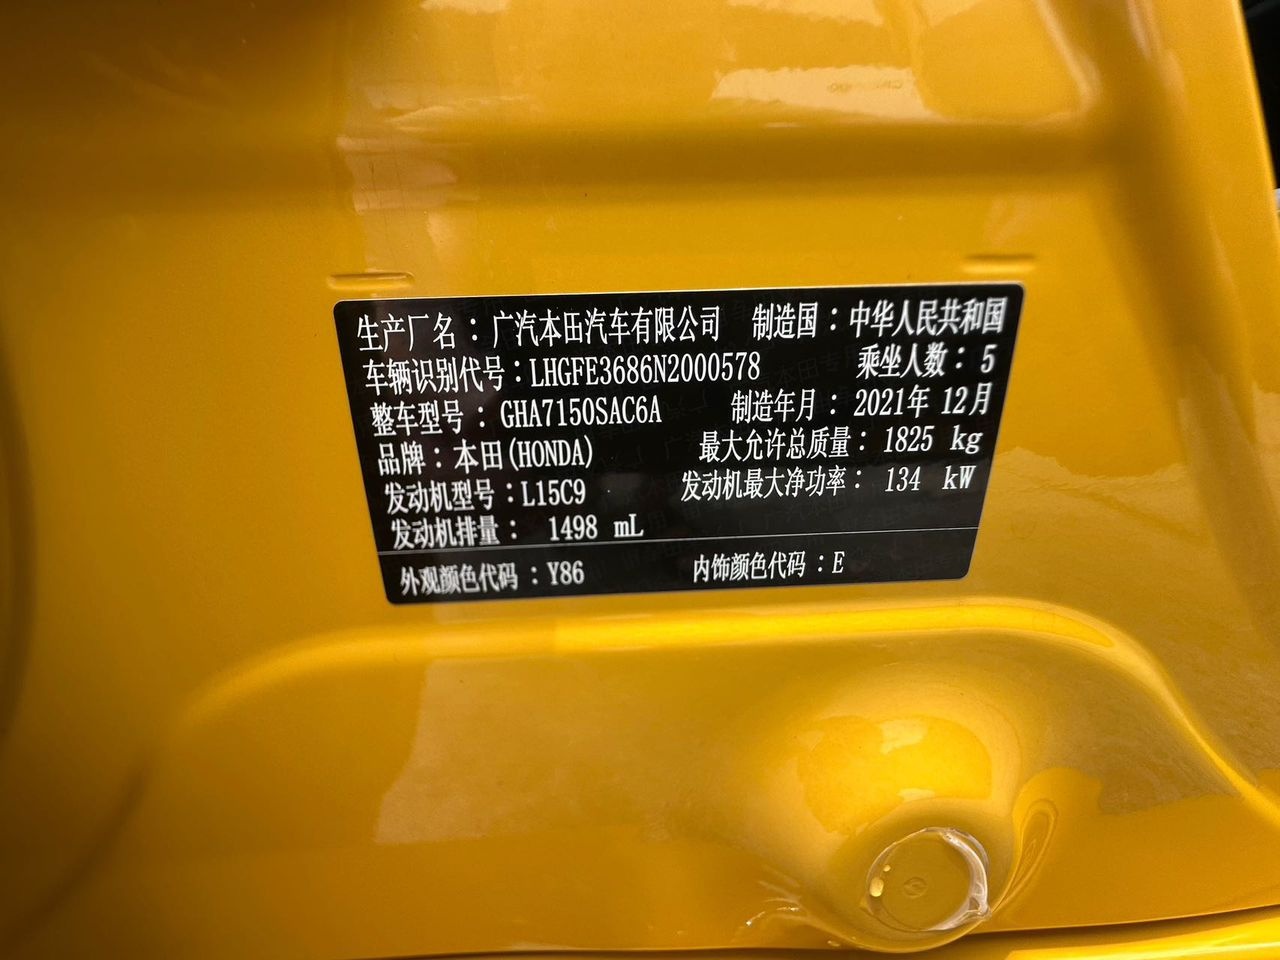 生产厂名：广汽本田汽车有限公司 制造国：中华人民共和国
车辆识别代号：LHGFE3686N2000578 乘坐人数：5
整车型号：GHA7150SAC6A 制造年月：2021年12月
品牌：本田(HONDA) 最大允许总质量：1825 kg
发动机型号：L15C9 发动机最大净功率：134 kW
发动机排量：1498 mL
外观颜色代码：Y86 内饰颜色代码：E